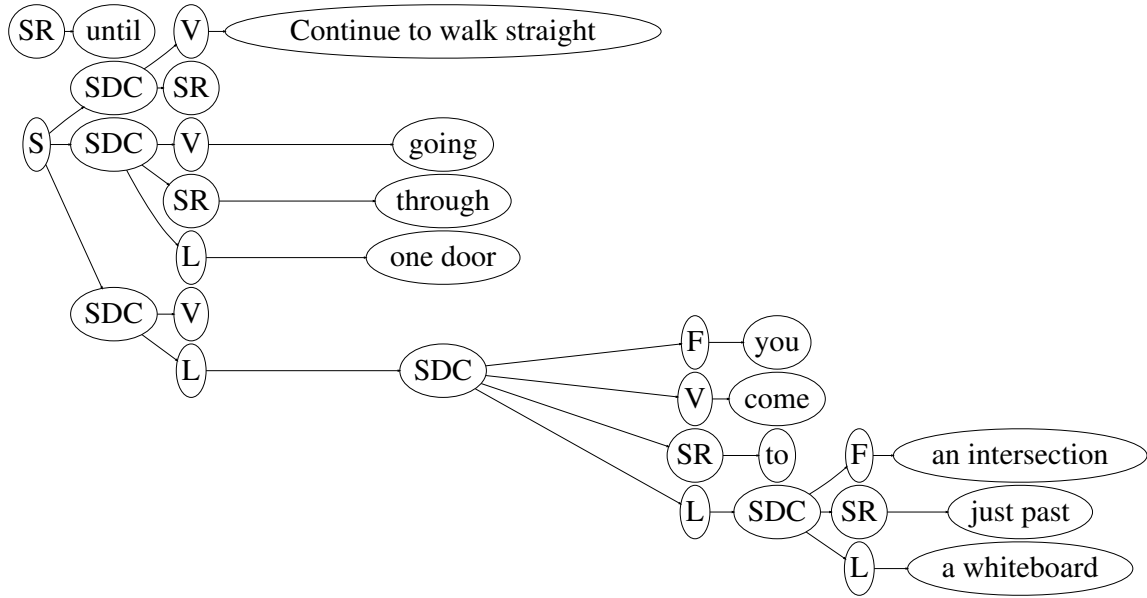 SR until V Continue to walk straight
SDC SR
S SDC V going
SR through
L one door
SDC V
F you
L SDC
V come
SR to F an intersection
L SDC SR just past
L a whiteboard